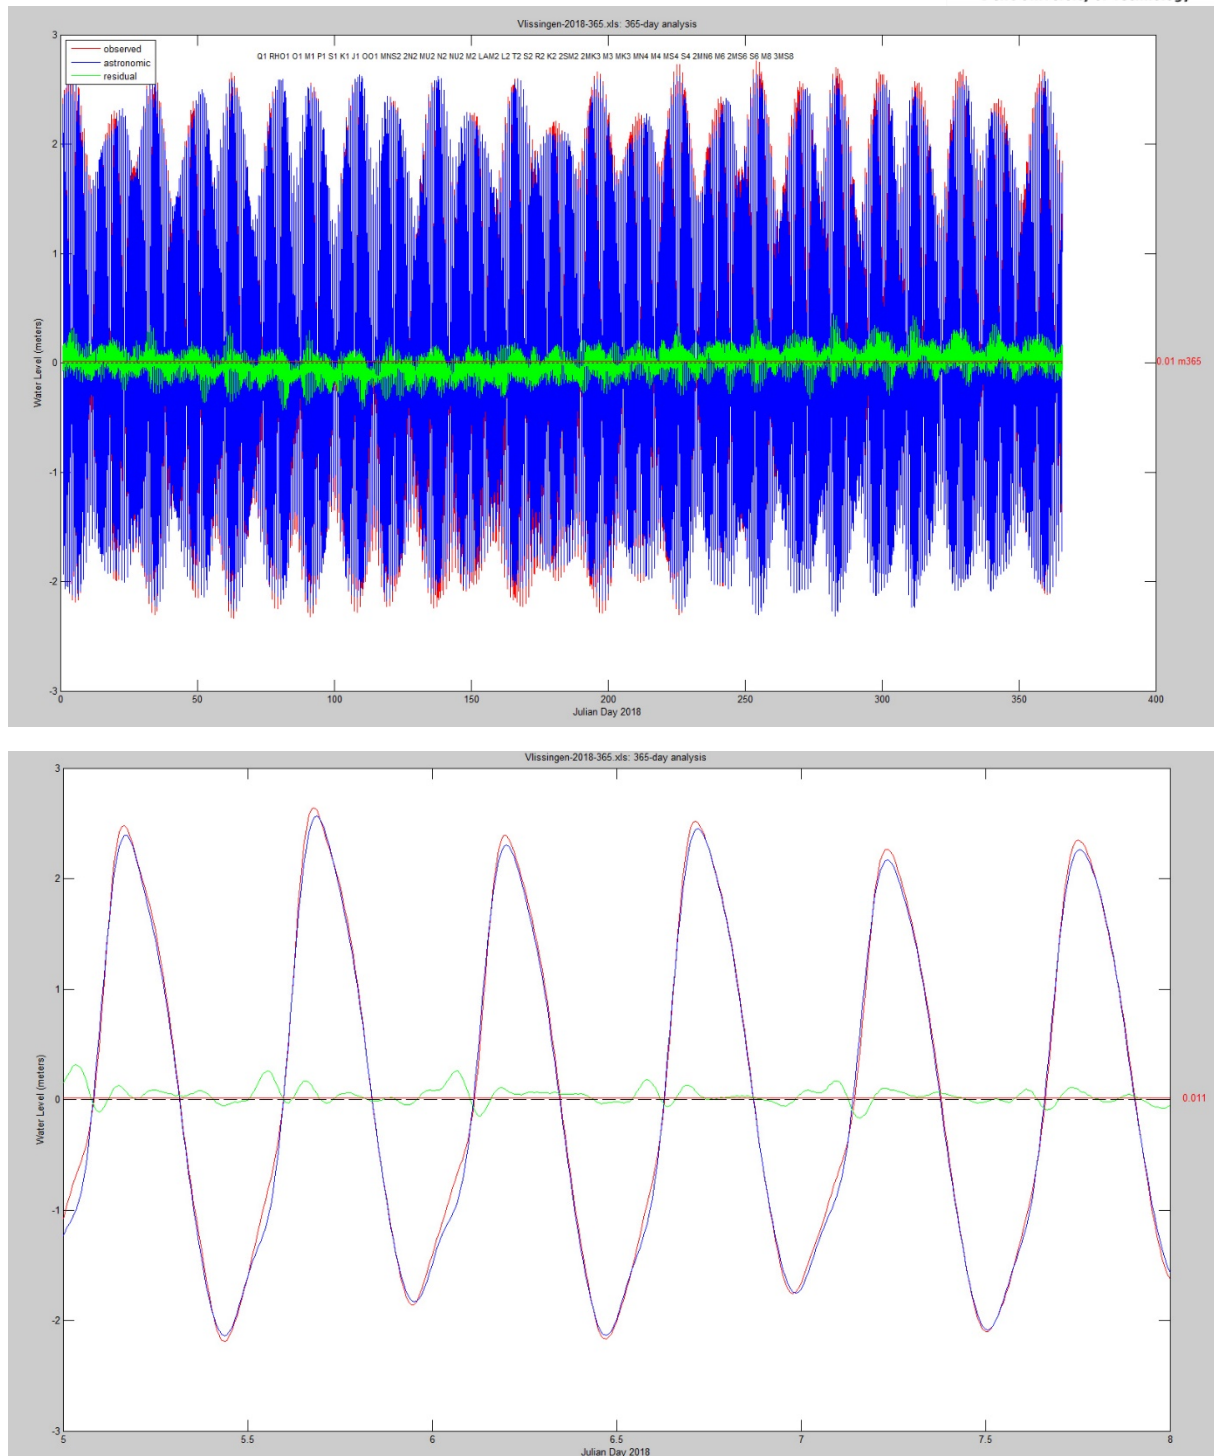 Vlissingen-2018-365.xls: 365-day analysis
3
observed
astronomic
residual
Q1 RHO1 O1 M1 P1 S1 K1 J1 OO1 MNS2 2N2 MU2 N2 NU2 M2 LAM2 L2 T2 S2 R2 K2 2SM2 2MK3 M3 MK3 MN4 M4 MS4 S4 2MN6 M6 2MS6 S6 M8 3MS8
2
1
0
-1
-2
-3
Water Level (meters)
0.01 m365
0 50 100 150 200 250 300 350 400
Julian Day 2018
Vlissingen-2018-365.xls: 365-day analysis
3
2
1
0
-1
-2
-3
Water Level (meters)
0.011
5 5.5 6 6.5 7 7.5 8
Julian Day 2018